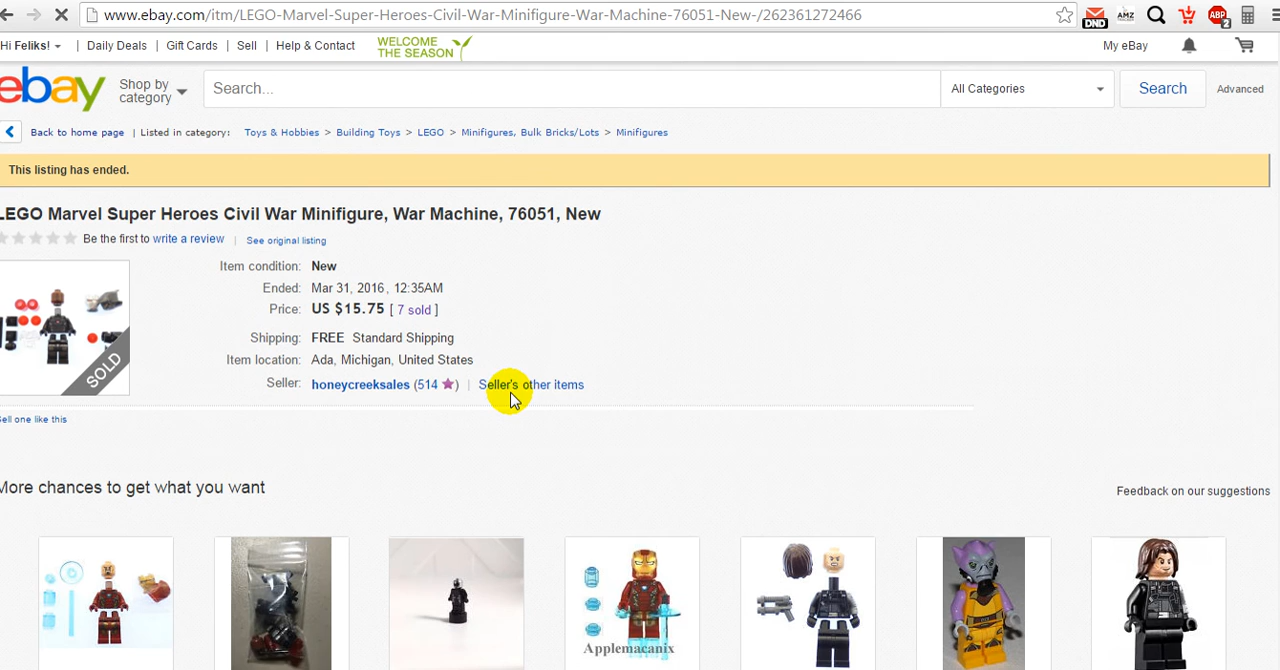 www.ebay.com/itm/LEGO-Marvel-Super-Heroes-Civil-War-Minifigure-War-Machine-76051-New-/262361272466
DND
AMZ
ABP
2
Hi Feliks! | Daily Deals | Gift Cards | Sell | Help & Contact
WELCOME
THE SEASON
My eBay
ebay
Shop by
category
Search...
All Categories
Search
Advanced
Back to home page | Listed in category: Toys & Hobbies > Building Toys > LEGO > Minifigures, Bulk Bricks/Lots > Minifigures
This listing has ended.
LEGO Marvel Super Heroes Civil War Minifigure, War Machine, 76051, New
Be the first to write a review | See original listing
Item condition: New
Ended: Mar 31, 2016 , 12:35AM
Price: US $15.75 [ 7 sold ]
Shipping: FREE Standard Shipping
Item location: Ada, Michigan, United States
Seller: honeycreeksales (514 ) | Seller's other items
SOLD
Sell one like this
More chances to get what you want
Feedback on our suggestions
Applemacanix